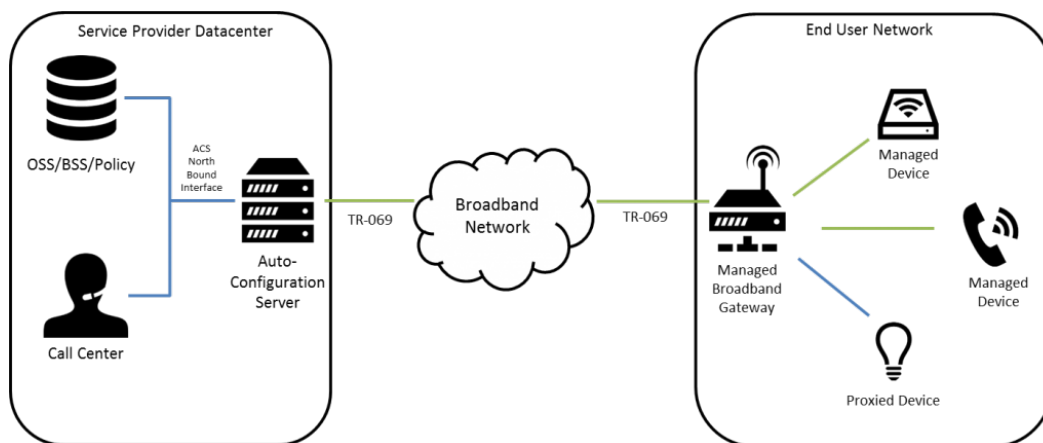 Service Provider Datacenter
OSS/BSS/Policy
ACS
North
Bound
Interface
Auto-
Configuration
Server
Call Center
TR-069
Broadband
Network
TR-069
End User Network
Managed
Device
Managed
Broadband
Gateway
Managed
Device
Proxied Device